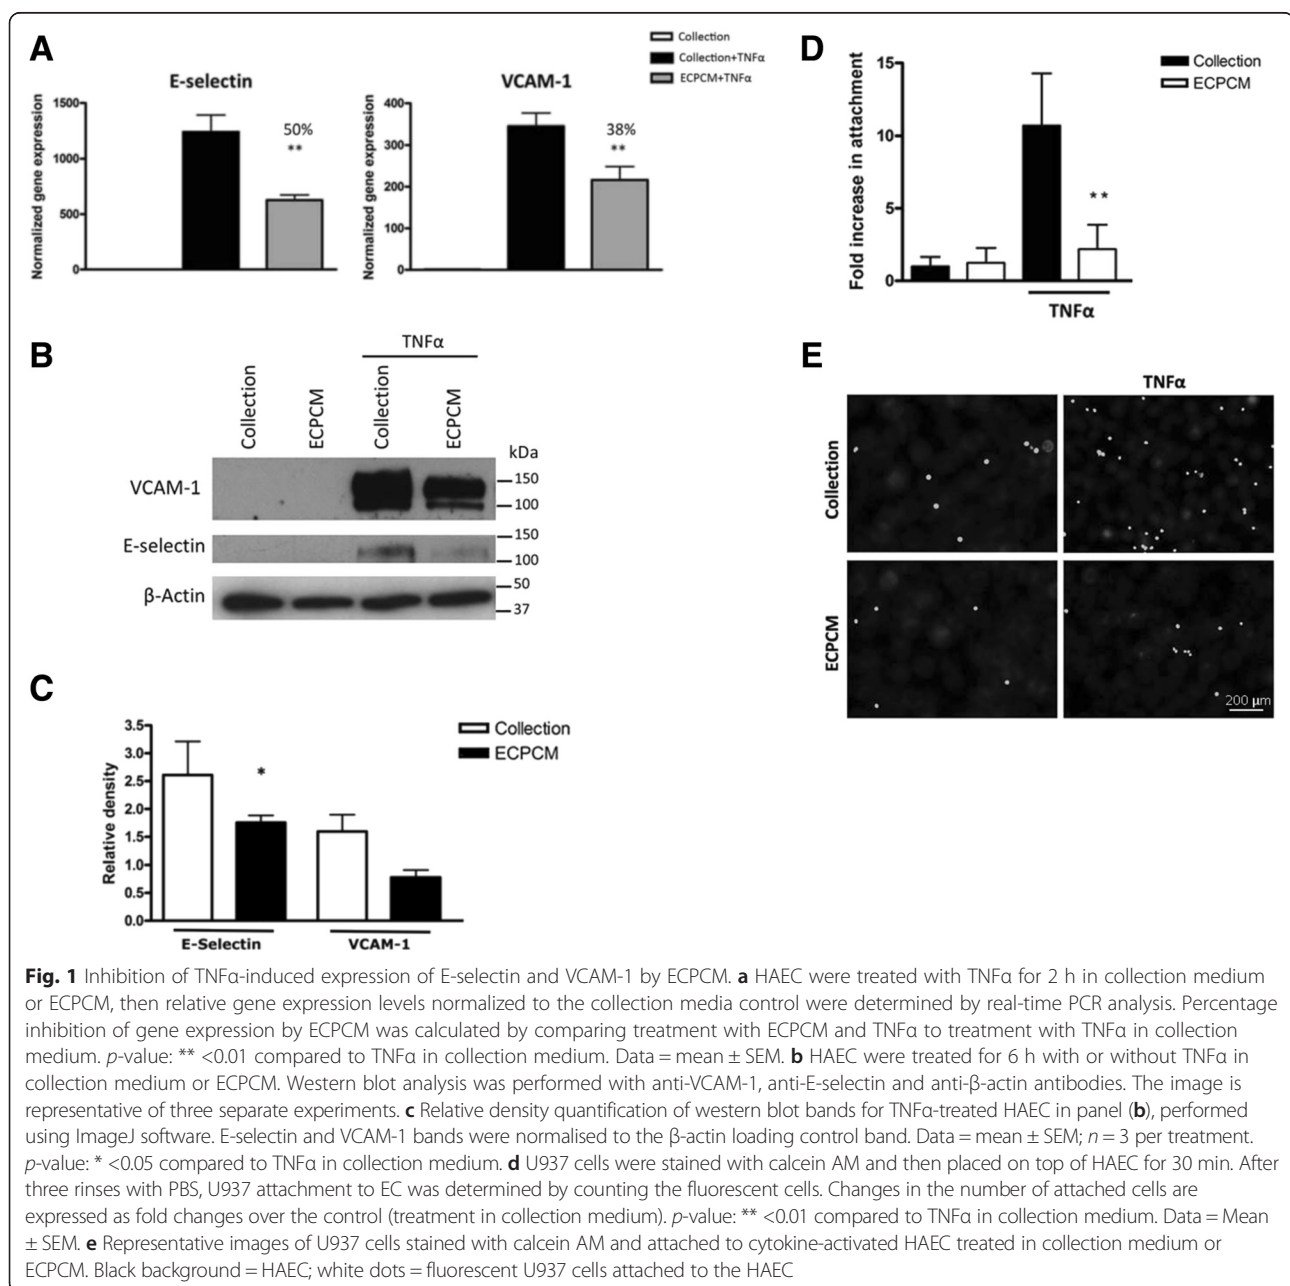 A
Collection
Collection+TNFα
ECPCM+TNFα
E-selectin
Normalized gene expression
1500
1000
500
0
50%
**
VCAM-1
Normalized gene expression
400
300
200
100
0
38%
**
D
Collection
ECPCM
Fold increase in attachment
15
10
5
0
**
TNFα
B
TNFα
Collection
ECPCM
Collection
ECPCM
kDa
VCAM-1
150
100
E-selectin
150
100
β-Actin
50
37
E
TNFα
Collection
ECPCM
200 µm
C
Collection
ECPCM
Relative density
3.5
3.0
2.5
2.0
1.5
1.0
0.5
0.0
*
E-Selectin
VCAM-1
Fig. 1 Inhibition of TNFα-induced expression of E-selectin and VCAM-1 by ECPCM. a HAEC were treated with TNFα for 2 h in collection medium
or ECPCM, then relative gene expression levels normalized to the collection media control were determined by real-time PCR analysis. Percentage
inhibition of gene expression by ECPCM was calculated by comparing treatment with ECPCM and TNFα to treatment with TNFα in collection
medium. p-value: ** <0.01 compared to TNFα in collection medium. Data = mean ± SEM. b HAEC were treated for 6 h with or without TNFα in
collection medium or ECPCM. Western blot analysis was performed with anti-VCAM-1, anti-E-selectin and anti-β-actin antibodies. The image is
representative of three separate experiments. c Relative density quantification of western blot bands for TNFα-treated HAEC in panel (b), performed
using ImageJ software. E-selectin and VCAM-1 bands were normalised to the β-actin loading control band. Data = mean ± SEM; n = 3 per treatment.
p-value: * <0.05 compared to TNFα in collection medium. d U937 cells were stained with calcein AM and then placed on top of HAEC for 30 min. After
three rinses with PBS, U937 attachment to EC was determined by counting the fluorescent cells. Changes in the number of attached cells are
expressed as fold changes over the control (treatment in collection medium). p-value: ** <0.01 compared to TNFα in collection medium. Data = Mean
± SEM. e Representative images of U937 cells stained with calcein AM and attached to cytokine-activated HAEC treated in collection medium or
ECPCM. Black background = HAEC; white dots = fluorescent U937 cells attached to the HAEC